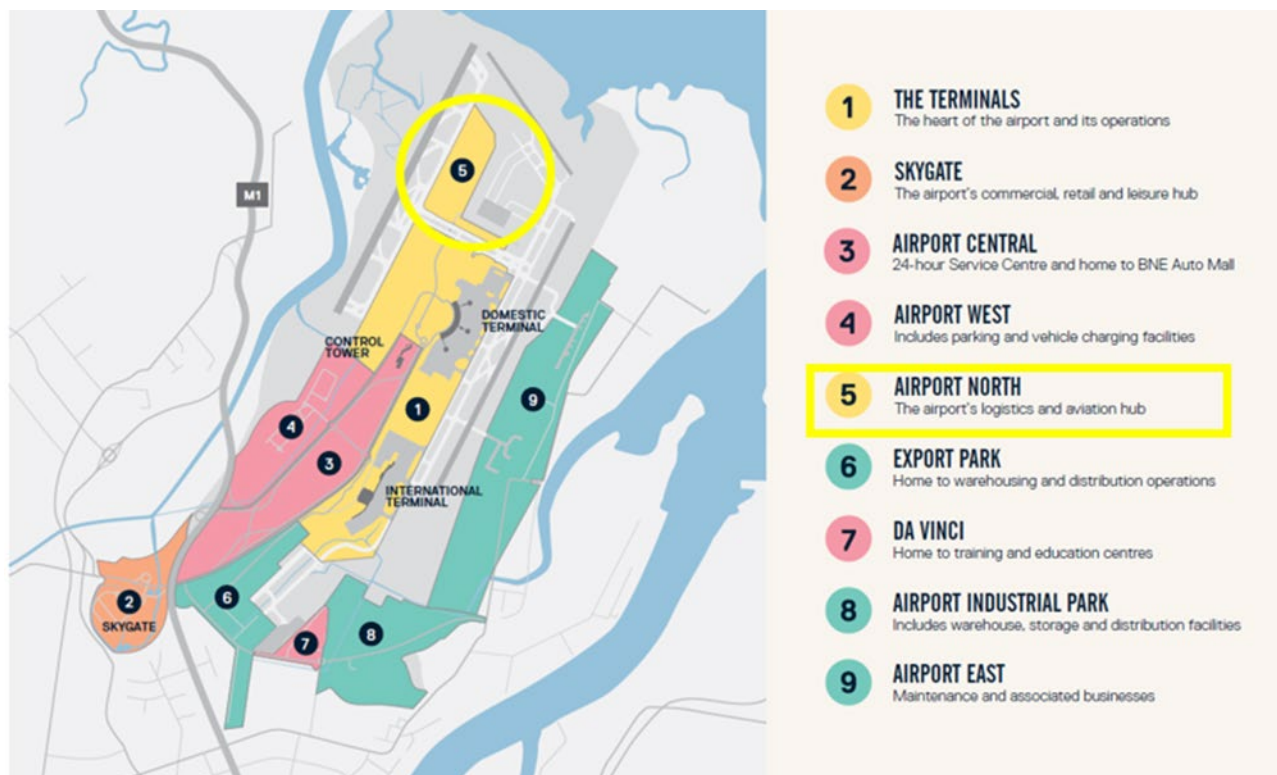 M1
5
DOMESTIC
TERMINAL
CONTROL
TOWER
9
1
4
3
INTERNATIONAL
TERMINAL
2
SKYGATE
6
7
8
1 THE TERMINALS
The heart of the airport and its operations
2 SKYGATE
The airport's commercial, retail and leisure hub
3 AIRPORT CENTRAL
24-hour Service Centre and home to BNE Auto Mall
4 AIRPORT WEST
Includes parking and vehicle charging facilities
5 AIRPORT NORTH
The airport's logistics and aviation hub
6 EXPORT PARK
Home to warehousing and distribution operations
7 DA VINCI
Home to training and education centres
8 AIRPORT INDUSTRIAL PARK
Includes warehouse, storage and distribution facilities
9 AIRPORT EAST
Maintenance and associated businesses